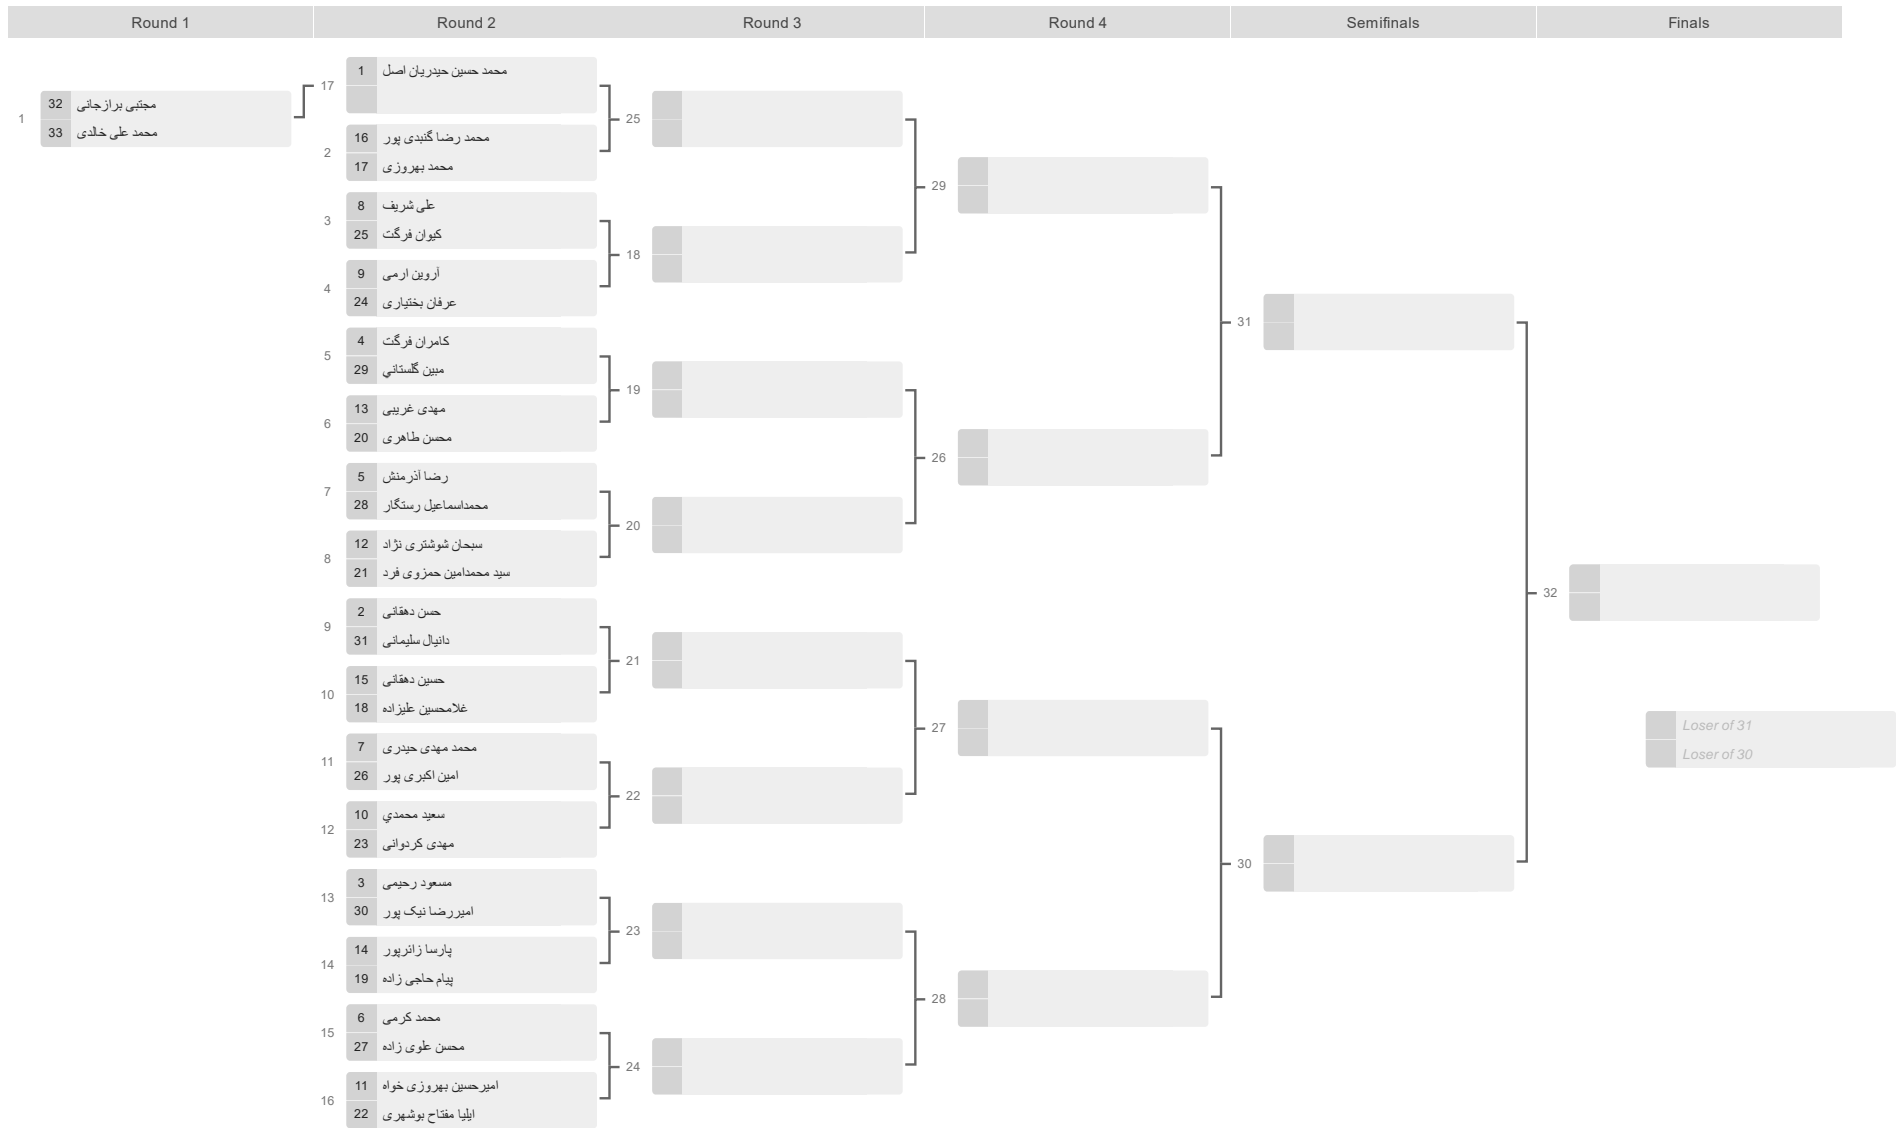 Round 1
Round 2
Round 3
Round 4
Semifinals
Finals
1
32 مجتبی برازجانی
33 محمد علی خالدی
17
1 محمد حسین حیدریان اصل
2
16 محمد رضا گنبدی پور
17 محمد بهروزی
3
8 علی شریف
25 کیوان فرگت
4
9 آروین ارمی
24 عرفان بختیاری
5
4 کامران فرگت
29 مبین گلستاني
6
13 مهدی غریبی
20 محسن طاهری
7
5 رضا آذرمنش
28 محمداسماعیل رستگار
8
12 سبحان شوشتری نژاد
21 سید محمدامین حمزوی فرد
9
2 حسن دهقانی
31 دانیال سلیمانی
10
15 حسین دهقانی
18 غلامحسین علیزاده
11
7 محمد مهدی حیدری
26 امین اکبری پور
12
10 سعید محمدي
23 مهدی کردوانی
13
3 مسعود رحیمی
30 امیررضا نیک پور
14
14 پارسا زائرپور
19 پیام حاجی زاده
15
6 محمد کرمی
27 محسن علوی زاده
16
11 امیرحسین بهروزی خواه
22 ایلیا مفتاح بوشهری
25
18
19
20
21
22
23
24
29
26
27
28
31
30
32
Loser of 31
Loser of 30